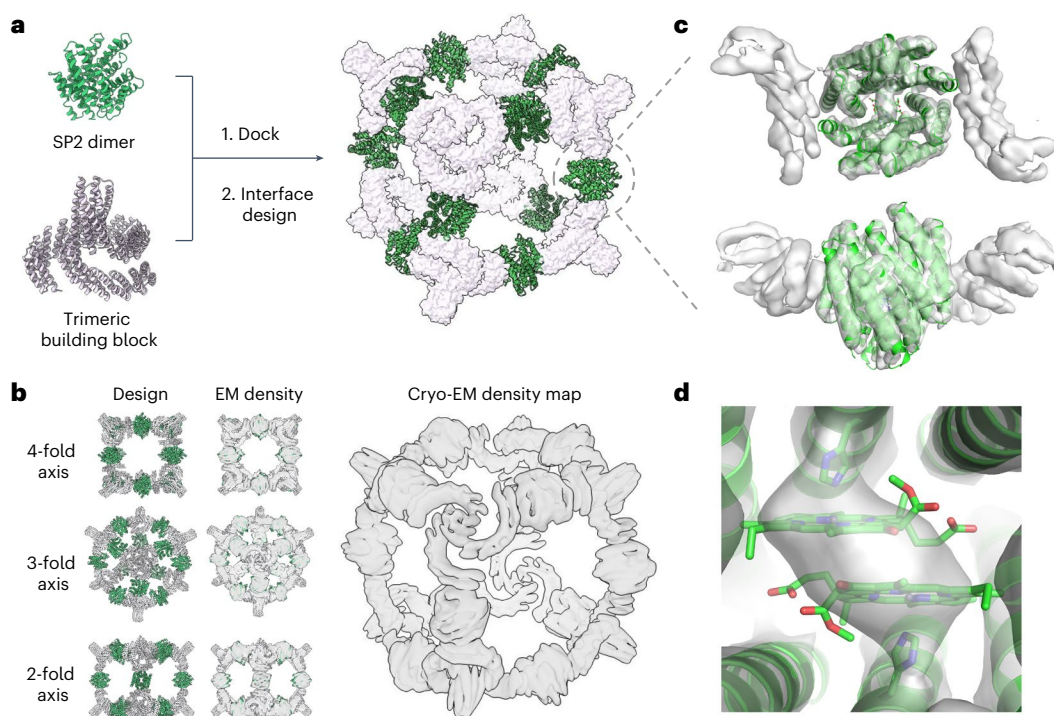 a
SP2 dimer
Trimeric
building block
1. Dock
2. Interface
design
c
b
Design
EM density
4-fold
axis
3-fold
axis
2-fold
axis
Cryo-EM density map
d